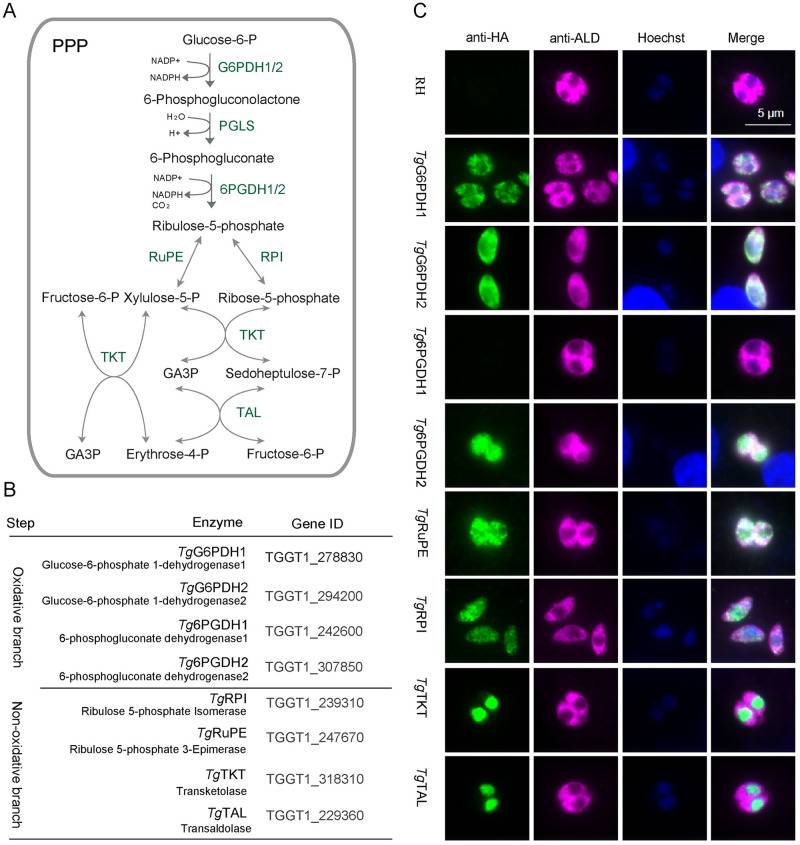 A
PPP
Glucose-6-P
NADP+
NADPH
G6PDH1/2
6-Phosphogluconolactone
H₂O
H+
PGLS
6-Phosphogluconate
NADP+
NADPH
CO₂
6PGDH1/2
Ribulose-5-phosphate
RuPE
RPI
Fructose-6-P Xylulose-5-P Ribose-5-phosphate
TKT
TKT
GA3P Sedoheptulose-7-P
TAL
GA3P Erythrose-4-P Fructose-6-P
B
Step Enzyme Gene ID
Oxidative branch
TgG6PDH1
Glucose-6-phosphate 1-dehydrogenase1
TGGT1_278830
TgG6PDH2
Glucose-6-phosphate 1-dehydrogenase2
TGGT1_294200
Tg6PGDH1
6-phosphogluconate dehydrogenase1
TGGT1_242600
Tg6PGDH2
6-phosphogluconate dehydrogenase2
TGGT1_307850
Non-oxidative branch
TgRPI
Ribulose 5-phosphate Isomerase
TGGT1_239310
TgRuPE
Ribulose 5-phosphate 3-Epimerase
TGGT1_247670
TgTKT
Transketolase
TGGT1_318310
TgTAL
Transaldolase
TGGT1_229360
C
anti-HA anti-ALD Hoechst Merge
RH
5 μm
TgG6PDH1
TgG6PDH2
Tg6PGDH1
Tg6PGDH2
TgRuPE
TgRPI
TgTKT
TgTAL